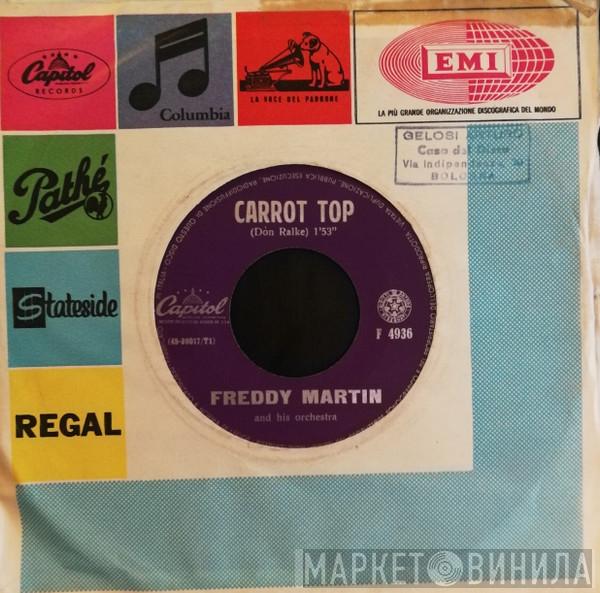 Capitol
RECORDS
Columbia
LA VOCE DEL PADRONE
EMI
LA PIÙ GRANDE ORGANIZZAZIONE DISCOGRAFICA DEL MONDO
GELOSI
Casa del Disco
Via Indipendenza
BOLOGNA
Pathé
Stateside
REGAL
CARROT TOP
(Dón Ralke) 1'53"
Capitol
F 4936
(45-30017/T1)
FREDDY MARTIN
and his orchestra
МАРКЕТ ВИНИЛА